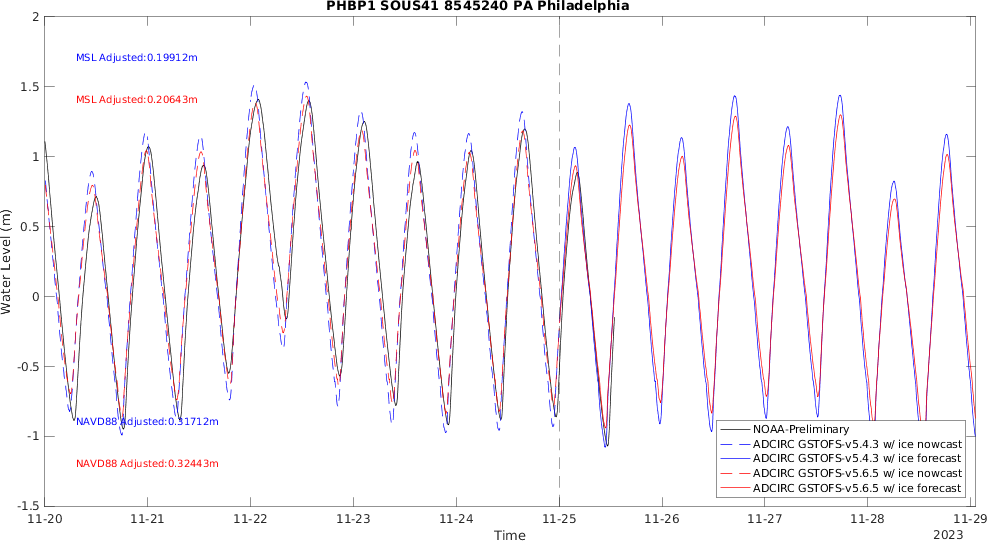 PHBP1 SOUS41 8545240 PA Philadelphia
2
1.5
1
0.5
0
-0.5
-1
-1.5
Water Level (m)
MSL Adjusted:0.19912m
MSL Adjusted:0.20643m
NAVD88 Adjusted:0.31712m
NAVD88 Adjusted:0.32443m
NOAA-Preliminary
ADCIRC GSTOFS-v5.4.3 w/ ice nowcast
ADCIRC GSTOFS-v5.4.3 w/ ice forecast
ADCIRC GSTOFS-v5.6.5 w/ ice nowcast
ADCIRC GSTOFS-v5.6.5 w/ ice forecast
11-20 11-21 11-22 11-23 11-24 11-25 11-26 11-27 11-28 11-29
Time
2023